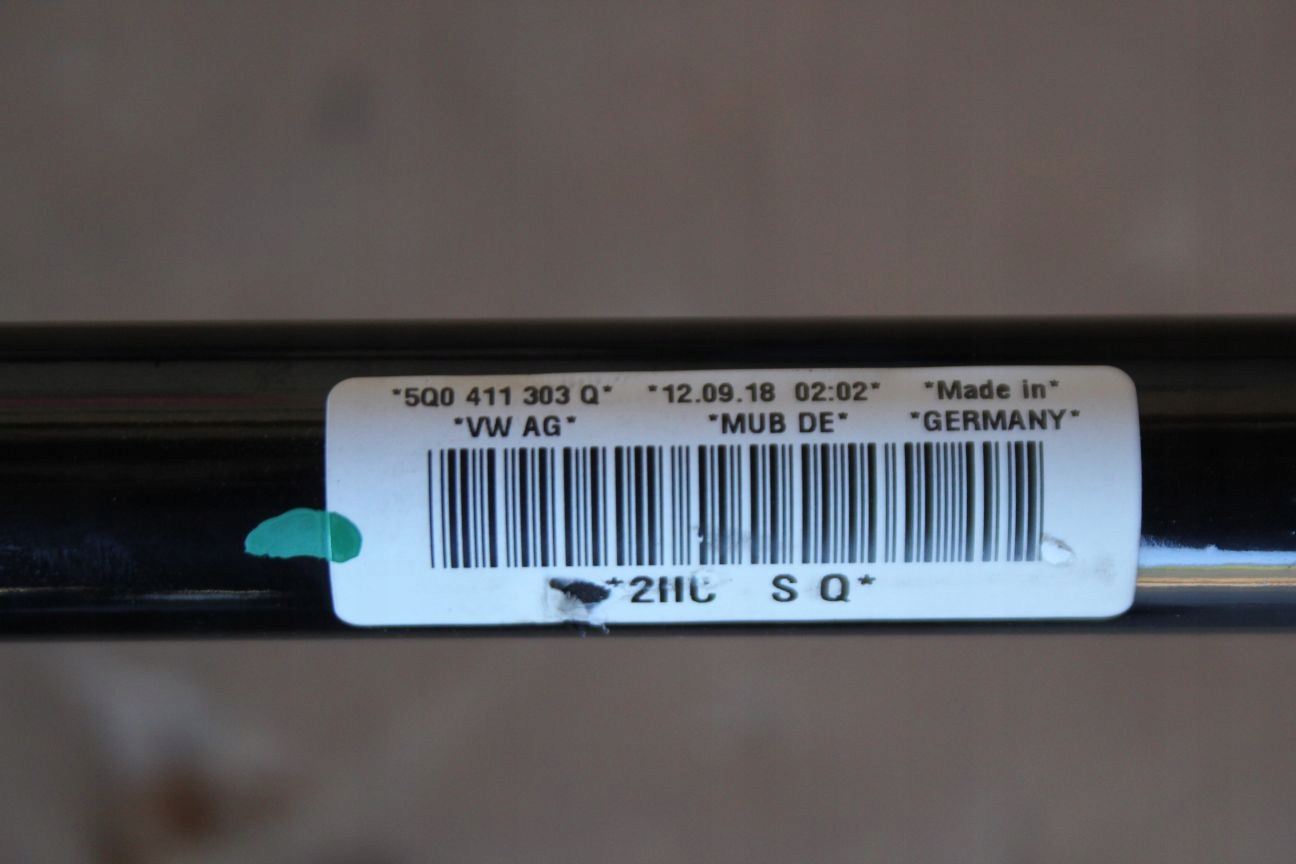 *5Q0 411 303 Q* *12.09.18 02:02* *Made in*
*VW AG* *MUB DE* *GERMANY*
*2HC S Q*